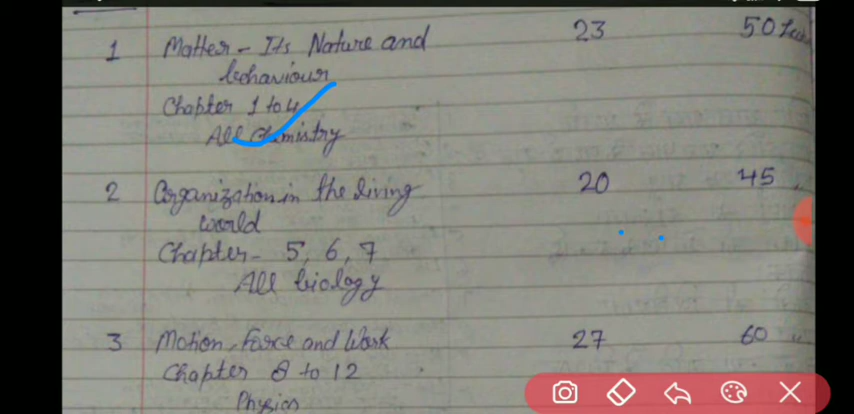 1 Matter - Its Nature and 23 50
behaviour
Chapter 1 to 4
All Chemistry
2 Organization in the living 20 45 "
world
Chapter - 5, 6, 7
All biology
3 Motion, Force and Work 27 60 "
Chapter 8 to 12
Physics